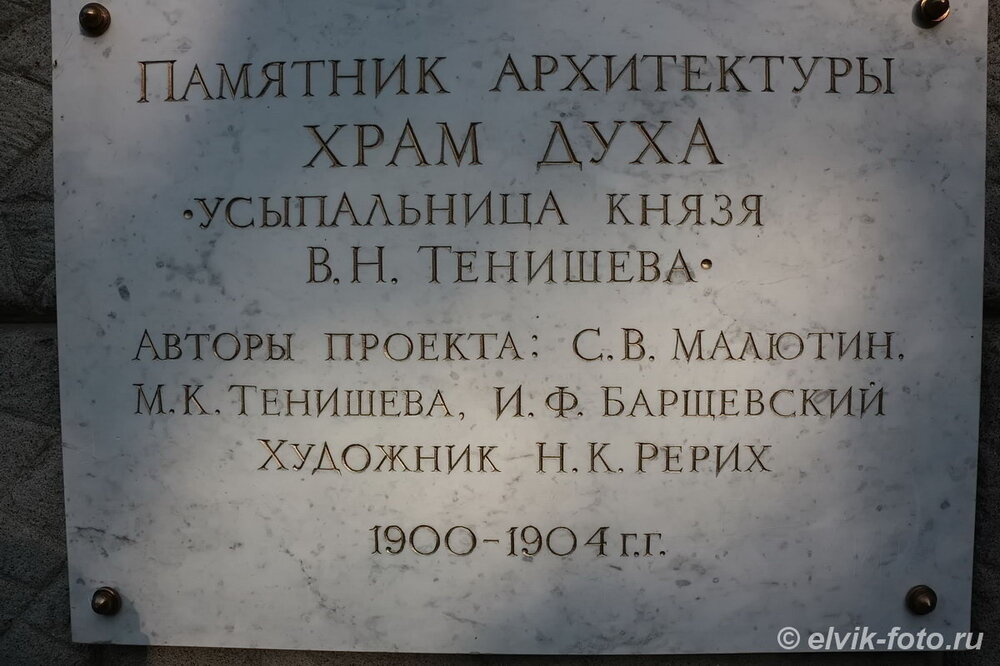 Памятник архитектуры
Храм Духа
•Усыпальница князя
В.Н. Тенишева•
Авторы проекта: С.В. Малютин,
М.К. Тенишева, И.Ф. Барщевский
Художник Н.К. Рерих
1900-1904 г.г.
© elvik-foto.ru